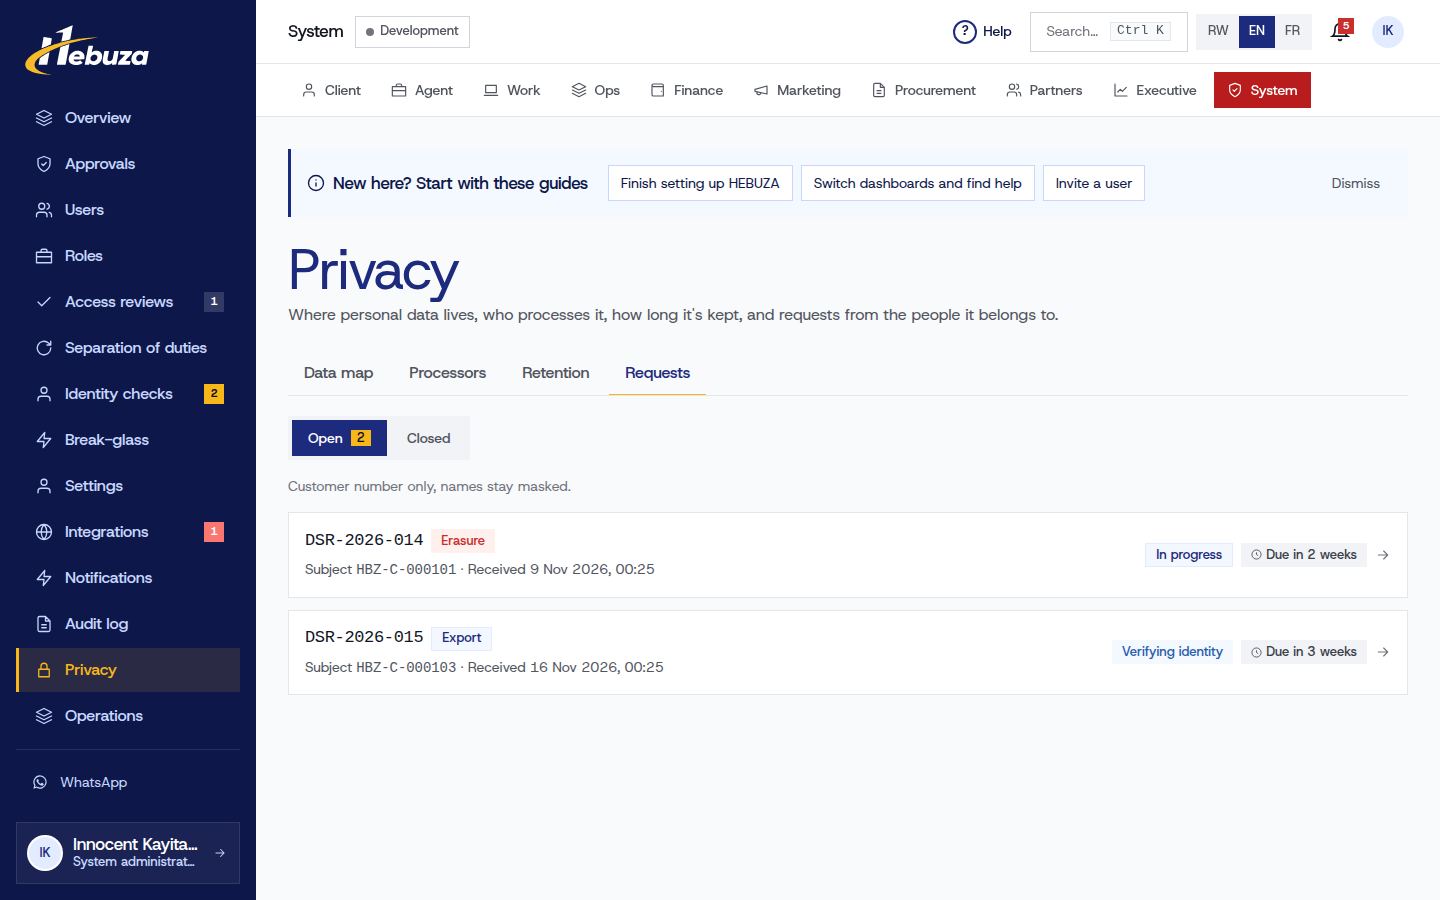 Hebuza
Overview
Approvals
Users
Roles
Access reviews 1
Separation of duties
Identity checks 2
Break-glass
Settings
Integrations 1
Notifications
Audit log
Privacy
Operations
WhatsApp
IK Innocent Kayita...
System administrat...
System Development
? Help Search... Ctrl K RW EN FR 5 IK
Client Agent Work Ops Finance Marketing Procurement Partners Executive System
New here? Start with these guides Finish setting up HEBUZA Switch dashboards and find help Invite a user Dismiss
Privacy
Where personal data lives, who processes it, how long it's kept, and requests from the people it belongs to.
Data map Processors Retention Requests
Open 2 Closed
Customer number only, names stay masked.
DSR-2026-014 Erasure
Subject HBZ-C-000101 · Received 9 Nov 2026, 00:25
In progress Due in 2 weeks
DSR-2026-015 Export
Subject HBZ-C-000103 · Received 16 Nov 2026, 00:25
Verifying identity Due in 3 weeks